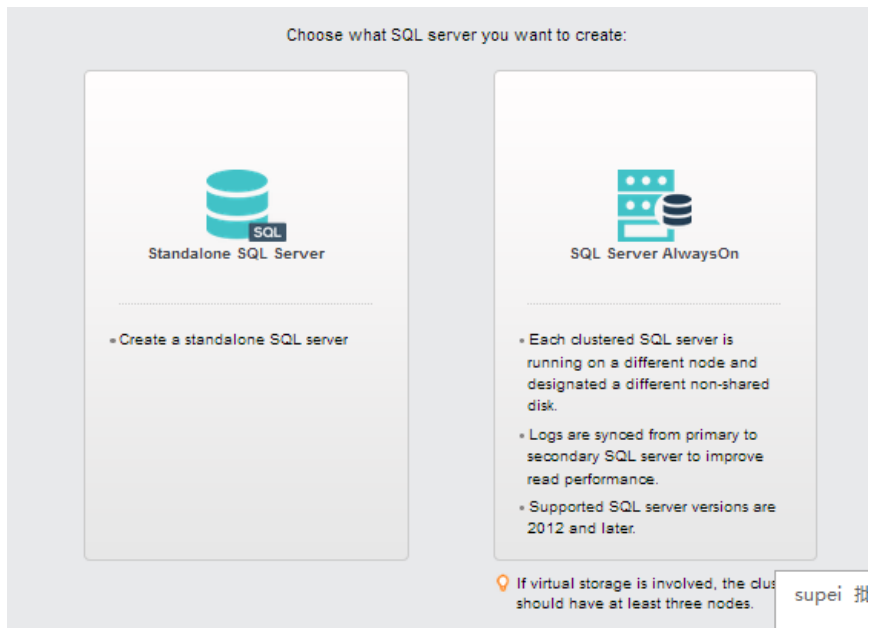 Choose what SQL server you want to create:
SQL
Standalone SQL Server
Create a standalone SQL server
SQL Server AlwaysOn
Each clustered SQL server is
running on a different node and
designated a different non-shared
disk.
Logs are synced from primary to
secondary SQL server to improve
read performance.
Supported SQL server versions are
2012 and later.
If virtual storage is involved, the
should have at least three nodes.
supei